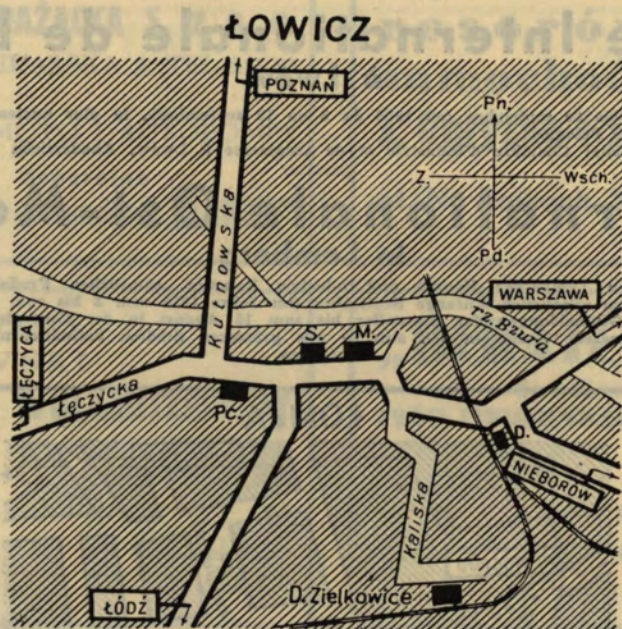 ŁOWICZ
POZNAŃ
Pn.
Z.
Wsch.
Pd.
Kutnowska
WARSZAWA
rz. Bzura
S.
M.
ŁĘCZYCA
Łęczycka
Pc.
D.
NIEBORÓW
Kaliska
D. Zielkowice
ŁÓDŹ